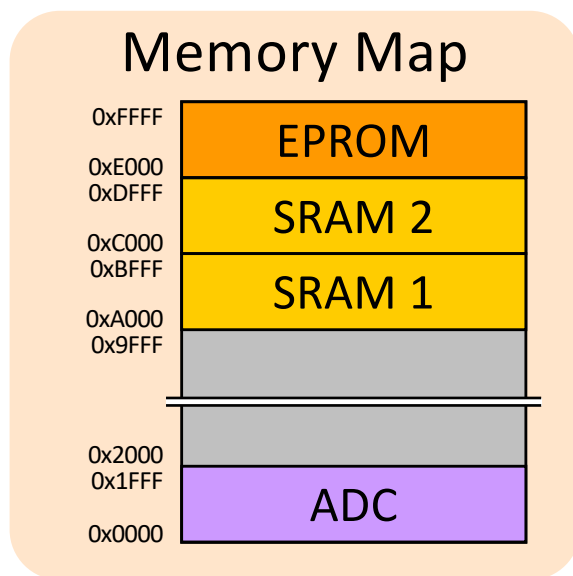 Memory Map
0xFFFF
EPROM
0xE000
0xDFFF
SRAM 2
0xC000
0xBFFF
SRAM 1
0xA000
0x9FFF
0x2000
0x1FFF
ADC
0x0000